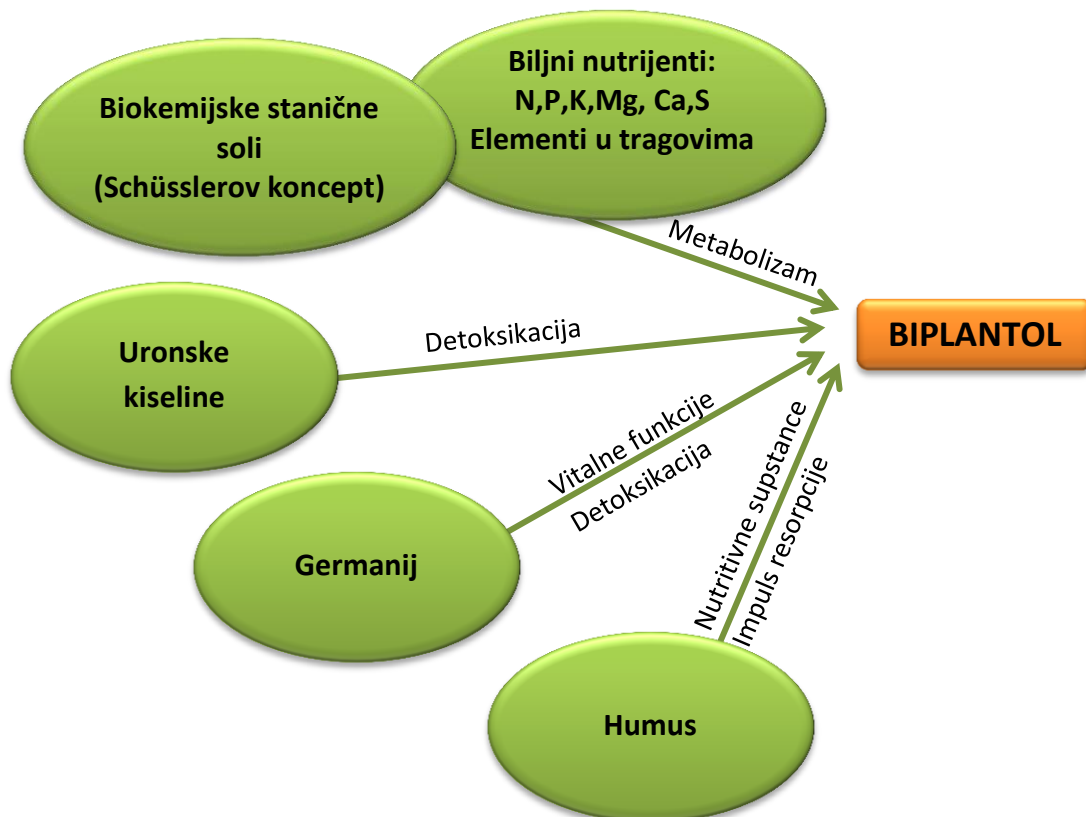 Biokemijske stanične
soli
(Schüsslerov koncept)
Biljni nutrijenti:
N,P,K,Mg, Ca,S
Elementi u tragovima
Metabolizam
BIPLANTOL
Uronske
kiseline
Detoksikacija
Germanij
Vitalne funkcije
Detoksikacija
Humus
Nutritivne supstance
Impuls resorpcije